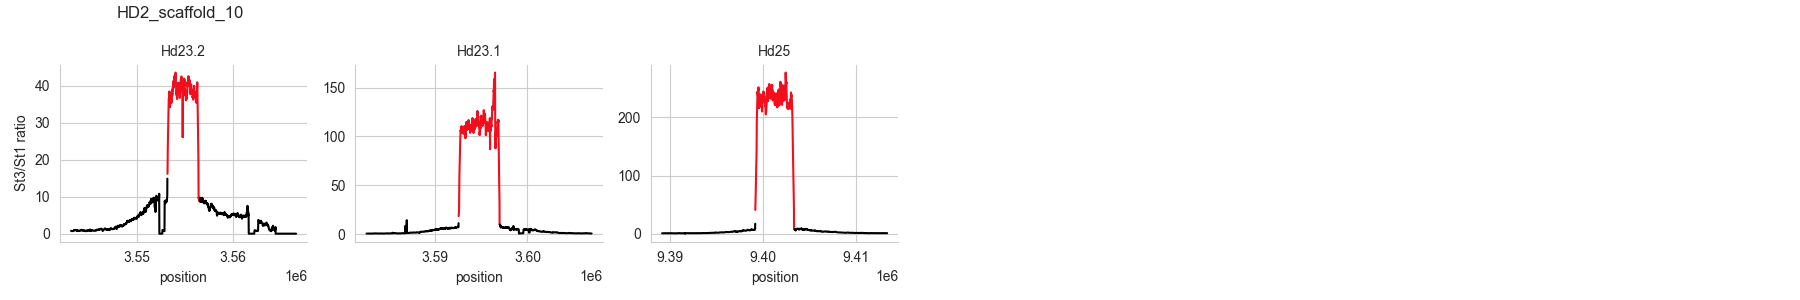 HD2_scaffold_10
Hd23.2
St3/St1 ratio
40
30
20
10
0
3.55 3.56
1e6
position
Hd23.1
150
100
50
0
3.59 3.60
1e6
position
Hd25
200
100
0
9.39 9.40 9.41
1e6
position